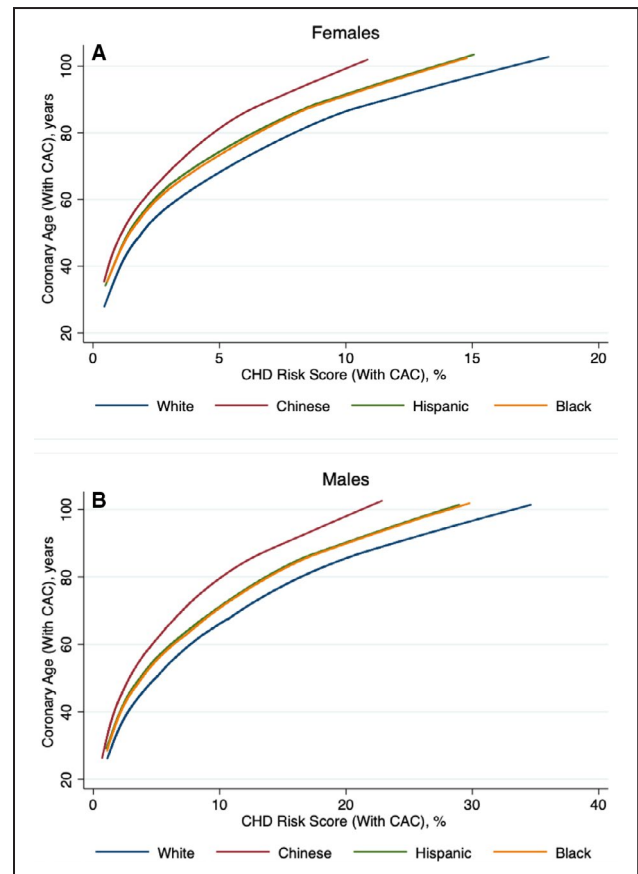 A
Females
Coronary Age (With CAC), years
100
80
60
40
20
0 5 10 15 20
CHD Risk Score (With CAC), %
White Chinese Hispanic Black
B
Males
Coronary Age (With CAC), years
100
80
60
40
20
0 10 20 30 40
CHD Risk Score (With CAC), %
White Chinese Hispanic Black